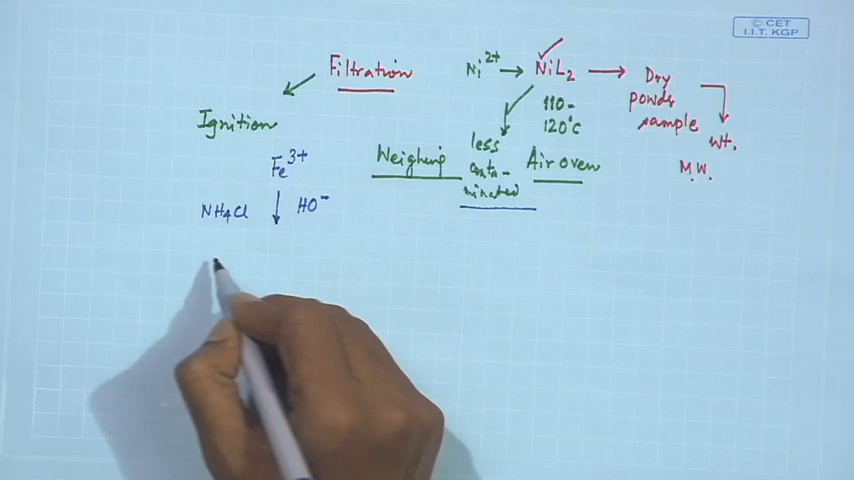 © CET
I.I.T. KGP
Filtration
Ni²⁺ → NiL₂ → Dry
powder
sample
wt.
M.W.
110-
120°c
Air oven
less
conta-
minated
Weighing
Ignition
Fe³⁺
NH₄Cl ↓ HO⁻